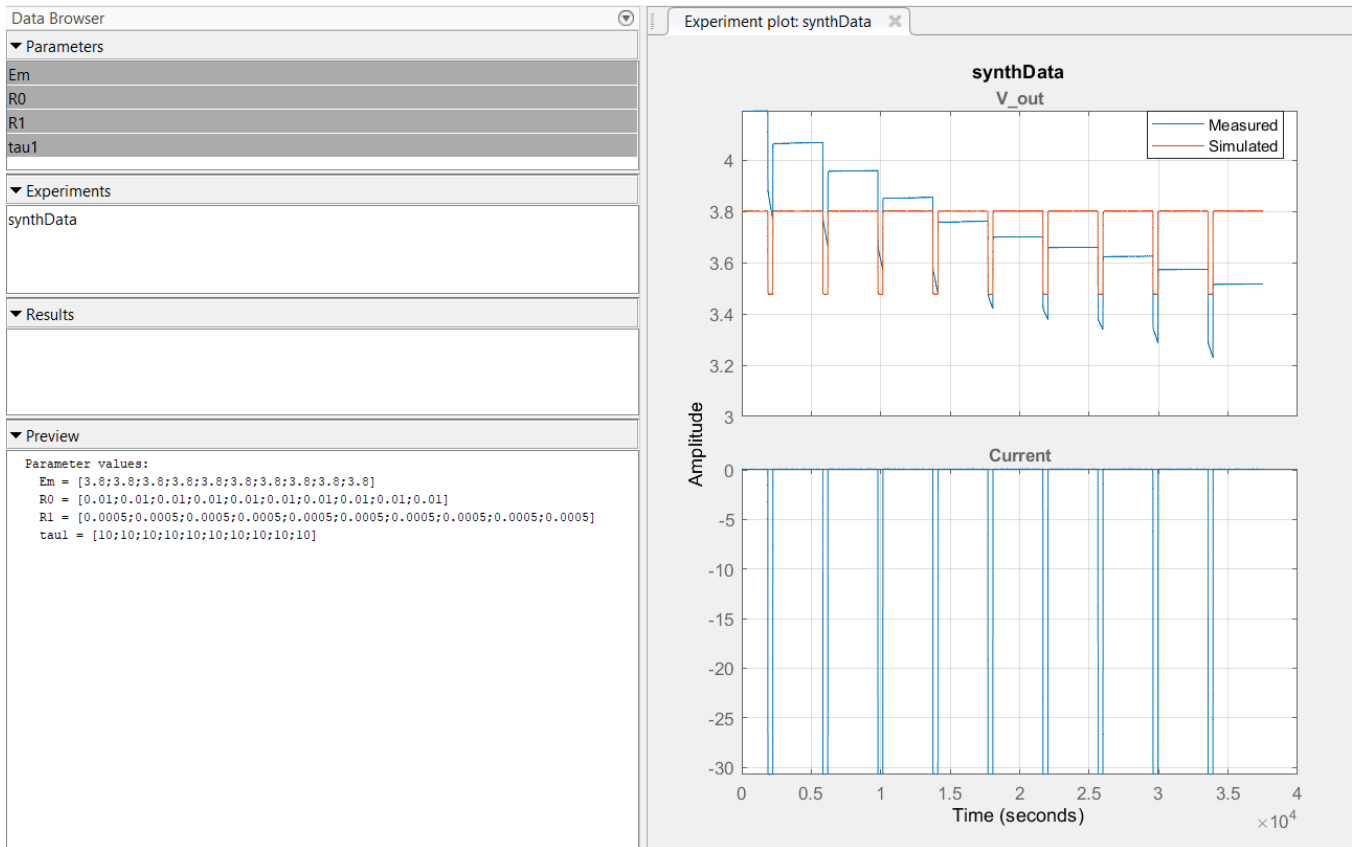 Data Browser
Parameters
Em
R0
R1
tau1
Experiments
synthData
Results
Preview
Parameter values:
Em = [3.8;3.8;3.8;3.8;3.8;3.8;3.8;3.8;3.8;3.8]
R0 = [0.01;0.01;0.01;0.01;0.01;0.01;0.01;0.01;0.01;0.01]
R1 = [0.0005;0.0005;0.0005;0.0005;0.0005;0.0005;0.0005;0.0005;0.0005;0.0005]
tau1 = [10;10;10;10;10;10;10;10;10;10]
Experiment plot: synthData
synthData
V_out
Measured
Simulated
4
3.8
3.6
3.4
3.2
3
Amplitude
Current
0
-5
-10
-15
-20
-25
-30
0 0.5 1 1.5 2 2.5 3 3.5 4
Time (seconds)
×10⁴